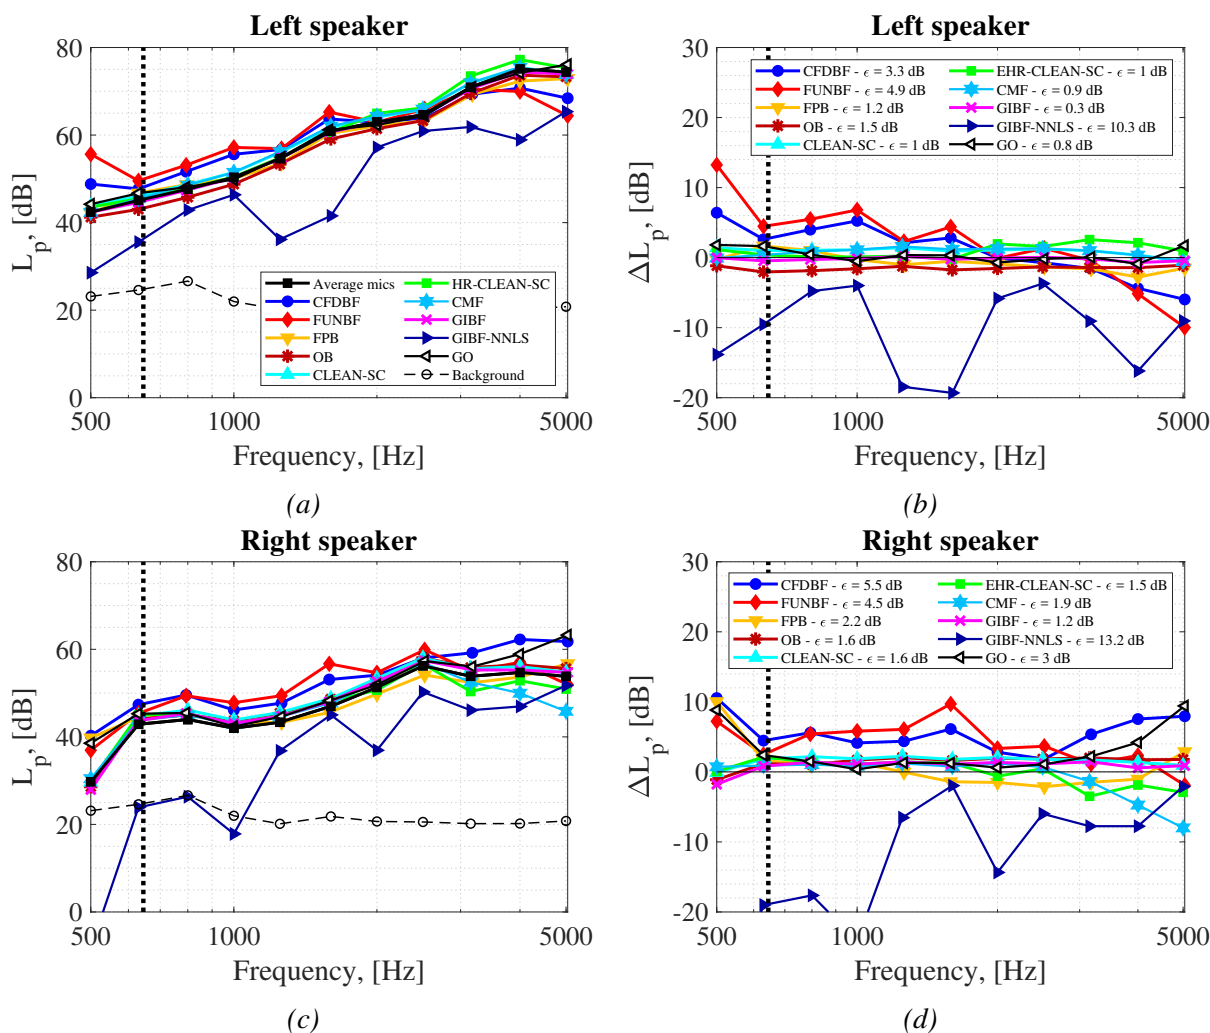 Left speaker
80
60
40
20
0
L_p, [dB]
Average mics
CFDBF
FUNBF
FPB
OB
CLEAN-SC
HR-CLEAN-SC
CMF
GIBF
GIBF-NNLS
GO
Background
500
1000
5000
Frequency, [Hz]
(a)
Left speaker
30
20
10
0
-10
-20
ΔL_p, [dB]
CFDBF - ϵ = 3.3 dB
FUNBF - ϵ = 4.9 dB
FPB - ϵ = 1.2 dB
OB - ϵ = 1.5 dB
CLEAN-SC - ϵ = 1 dB
EHR-CLEAN-SC - ϵ = 1 dB
CMF - ϵ = 0.9 dB
GIBF - ϵ = 0.3 dB
GIBF-NNLS - ϵ = 10.3 dB
GO - ϵ = 0.8 dB
500
1000
5000
Frequency, [Hz]
(b)
Right speaker
80
60
40
20
0
L_p, [dB]
500
1000
5000
Frequency, [Hz]
(c)
Right speaker
30
20
10
0
-10
-20
ΔL_p, [dB]
CFDBF - ϵ = 5.5 dB
FUNBF - ϵ = 4.5 dB
FPB - ϵ = 2.2 dB
OB - ϵ = 1.6 dB
CLEAN-SC - ϵ = 1.6 dB
EHR-CLEAN-SC - ϵ = 1.5 dB
CMF - ϵ = 1.9 dB
GIBF - ϵ = 1.2 dB
GIBF-NNLS - ϵ = 13.2 dB
GO - ϵ = 3 dB
500
1000
5000
Frequency, [Hz]
(d)